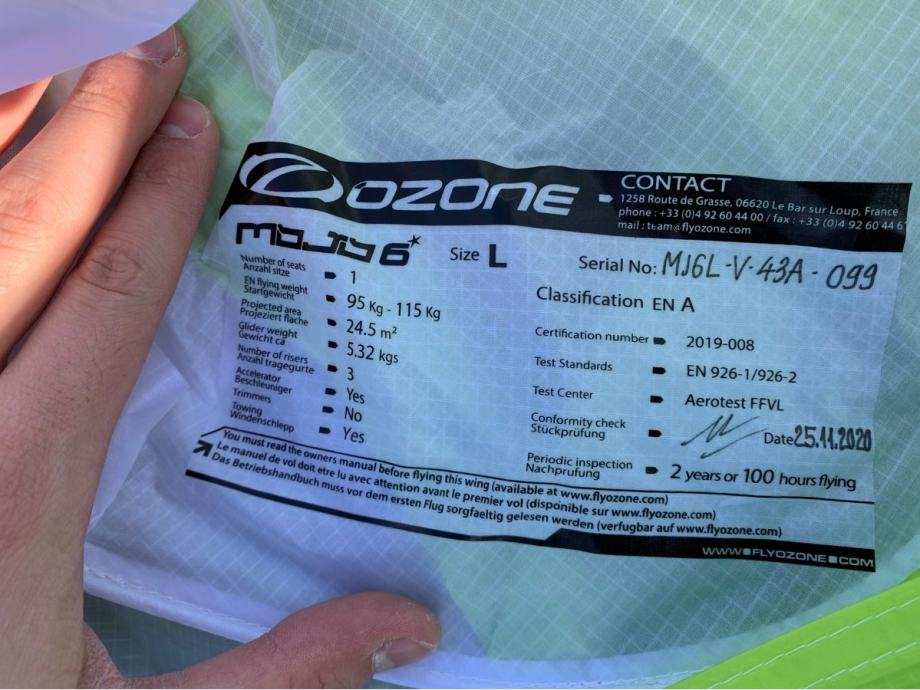 OZONE
CONTACT
1258 Route de Grasse, 06620 Le Bar sur Loup, France
phone : +33 (0)4 92 60 44 00 / fax : +33 (0)4 92 60 44 6
mail : team@flyozone.com
mojo 6
Size L
Serial No: MJ6L-V-43A-099
Number of seats
Anzahl sitze
1
EN flying weight
Startgewicht
95 Kg - 115 Kg
Projected area
Projeziert flache
24.5 m²
Glider weight
Gewicht ca
5.32 kgs
Number of risers
Anzahl tragegurte
3
Accelerator
Beschleuniger
Yes
Trimmers
No
Towing
Windenschlepp
Yes
Classification EN A
Certification number 2019-008
Test Standards EN 926-1/926-2
Test Center Aerotest FFVL
Conformity check
Stückprüfung
Date 25.11.2020
Periodic inspection
Nachprüfung
2 years or 100 hours flying
You must read the owners manual before flying this wing (available at www.flyozone.com)
Le manuel de vol doit etre lu avec attention avant le premier vol (disponible sur www.flyozone.com)
Das Betriebshandbuch muss vor dem ersten Flug sorgfaeltig gelesen werden (verfugbar auf www.flyozone.com)
WWW.FLYOZONE.COM